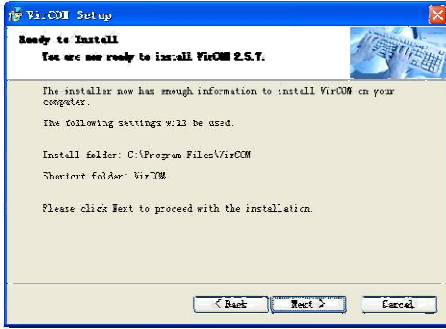 VirCOM Setup
Ready to Install
You are now ready to install VirCOM 2.5.7.
The installer now has enough information to install VirCOM on your
computer.
The following settings will be used.
Install folder: C:\Program Files\VirCOM
Shortcut folder: VirCOM
Please click Next to proceed with the installation.
< Back
Next >
Cancel